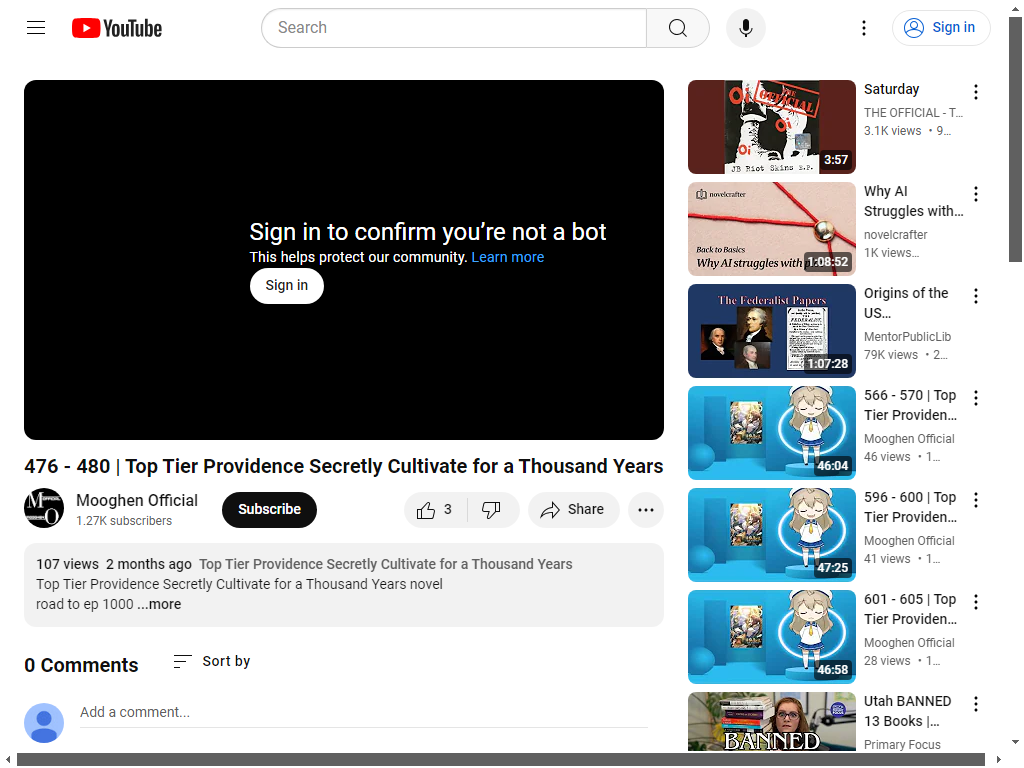 YouTube
Search
Sign in
Sign in to confirm you’re not a bot
This helps protect our community. Learn more
Sign in
476 - 480 | Top Tier Providence Secretly Cultivate for a Thousand Years
Mooghen Official
1.27K subscribers
Subscribe
3
Share
107 views 2 months ago Top Tier Providence Secretly Cultivate for a Thousand Years
Top Tier Providence Secretly Cultivate for a Thousand Years novel
road to ep 1000 ...more
0 Comments
Sort by
Add a comment...
Oi
THE OFFICIAL
Oi
Oi
JB Riot Skins E.P.
3:57
Saturday
THE OFFICIAL - T...
3.1K views • 9...
novelcrafter
Back to Basics
Why AI struggles with
1:08:52
Why AI
Struggles with...
novelcrafter
1K views...
The Federalist Papers
1:07:28
Origins of the
US...
MentorPublicLib
79K views • 2...
46:04
566 - 570 | Top
Tier Providen...
Mooghen Official
46 views • 1...
47:25
596 - 600 | Top
Tier Providen...
Mooghen Official
41 views • 1...
46:58
601 - 605 | Top
Tier Providen...
Mooghen Official
28 views • 1...
BANNED
Utah BANNED
13 Books |...
Primary Focus